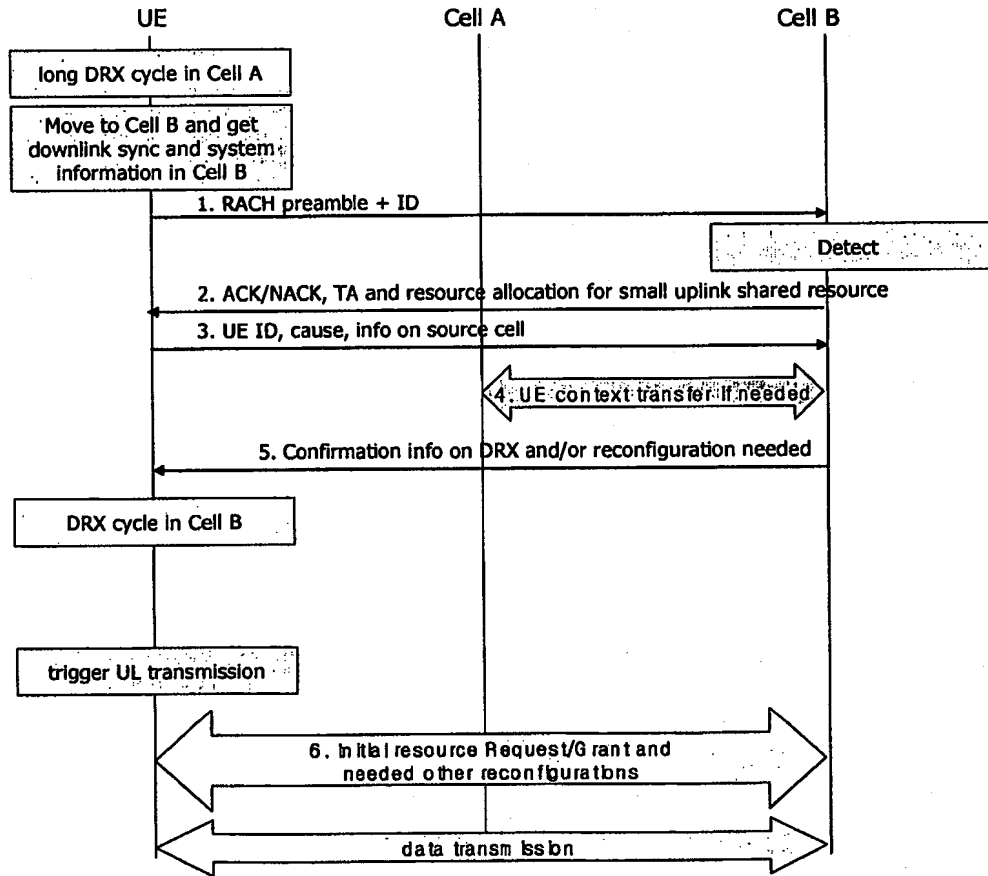 UE
Cell A
Cell B
long DRX cycle in Cell A
Move to Cell B and get
downlink sync and system
information in Cell B
1. RACH preamble + ID
Detect
2. ACK/NACK, TA and resource allocation for small uplink shared resource
3. UE ID, cause, info on source cell
4. UE context transfer if needed
5. Confirmation info on DRX and/or reconfiguration needed
DRX cycle in Cell B
trigger UL transmission
6. Initial resource Request/Grant and
needed other reconfigurations
data transmission